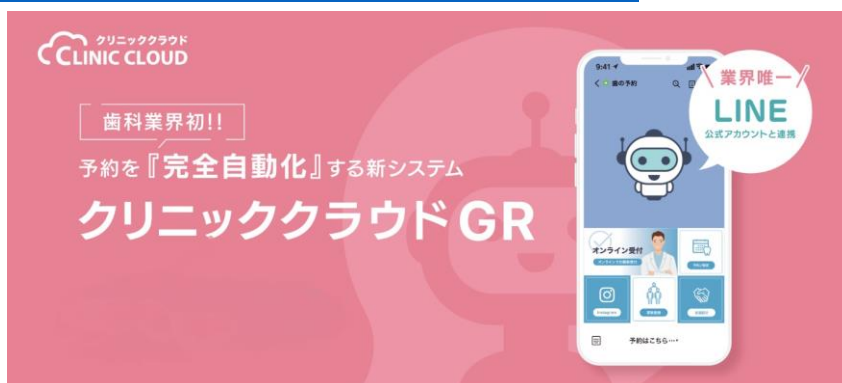 クリニッククラウド
CLINIC CLOUD
歯科業界初!!
予約を『完全自動化』する新システム
クリニッククラウド GR
9:41
歯の予約
業界唯一
LINE
公式アカウントと連携
オンライン受付
Instagram
予約はこちら…